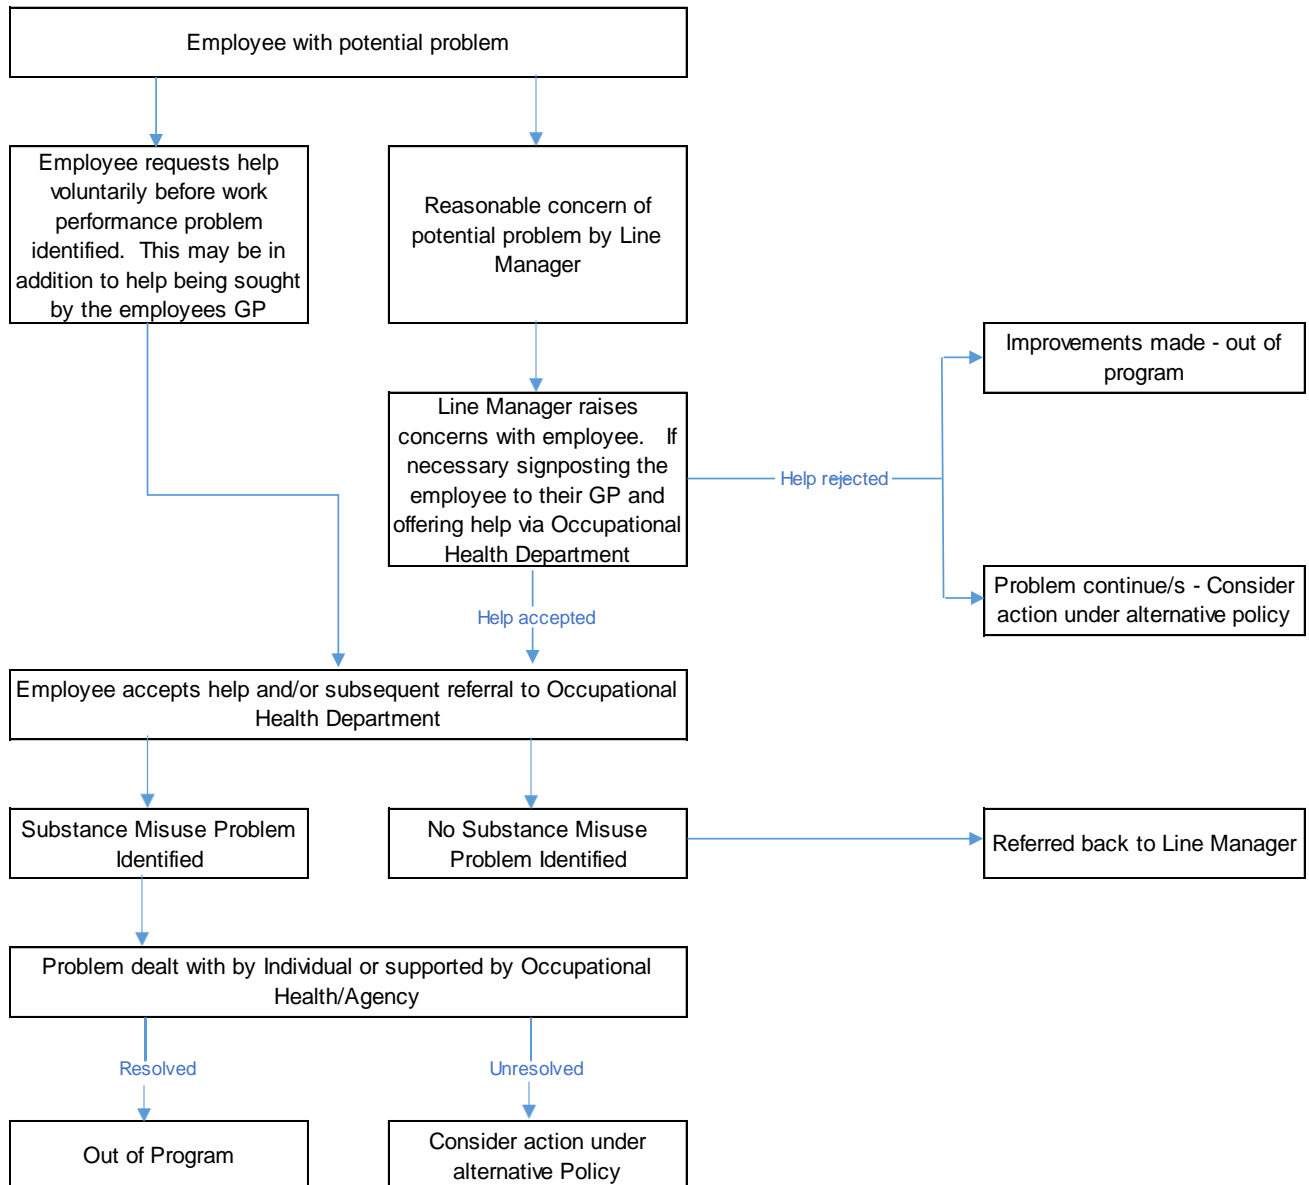 Employee with potential problem
Employee requests help
voluntarily before work
performance problem
identified.  This may be in
addition to help being sought
by the employees GP
Reasonable concern of
potential problem by Line
Manager
Improvements made - out of
program
Line Manager raises
concerns with employee.   If
necessary signposting the
employee to their GP and
offering help via Occupational
Health Department
Help rejected
Problem continue/s - Consider
action under alternative policy
Help accepted
Employee accepts help and/or subsequent referral to Occupational
Health Department
Substance Misuse Problem
Identified
No Substance Misuse
Problem Identified
Referred back to Line Manager
Problem dealt with by Individual or supported by Occupational
Health/Agency
Resolved
Unresolved
Out of Program
Consider action under
alternative Policy